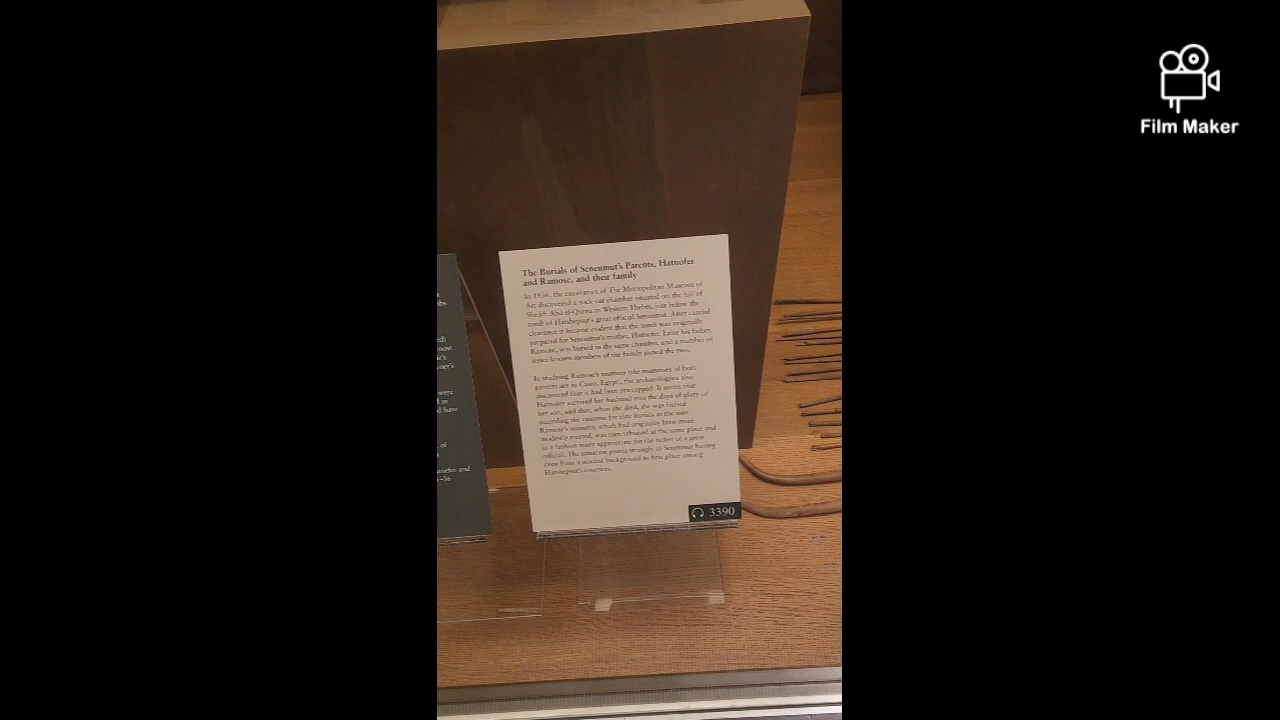 The Burials of Senenmut's Parents, Hatnofer
and Ramose, and their family
In 1936, the excavators of The Metropolitan Museum of
Art discovered a rock-cut chamber situated on the hill of
Sheikh Abd el-Qurna in Western Thebes, just below the
tomb of Hatshepsut's great official Senenmut. After careful
clearance it became evident that the tomb was originally
prepared for Senenmut's mother, Hatnofer. Later his father,
Ramose, was buried in the same chamber, and a number of
lesser known members of the family joined the two.
In studying Ramose's mummy (the mummies of both
parents are in Cairo, Egypt), the archaeologists also
discovered that it had been rewrapped. It seems that
Hatnofer survived her husband into the days of glory of
her son, and that, when she died, she was buried
according the customs for elite burials at the time.
Ramose's mummy, which had originally been more
modestly treated, was then reburied at the same place and
in a fashion more appropriate for the father of a great
official. The situation points strongly to Senenmut having
risen from a modest background to first place among
Hatshepsut's courtiers.
3390
were
in
have
of
and
-36
Film Maker